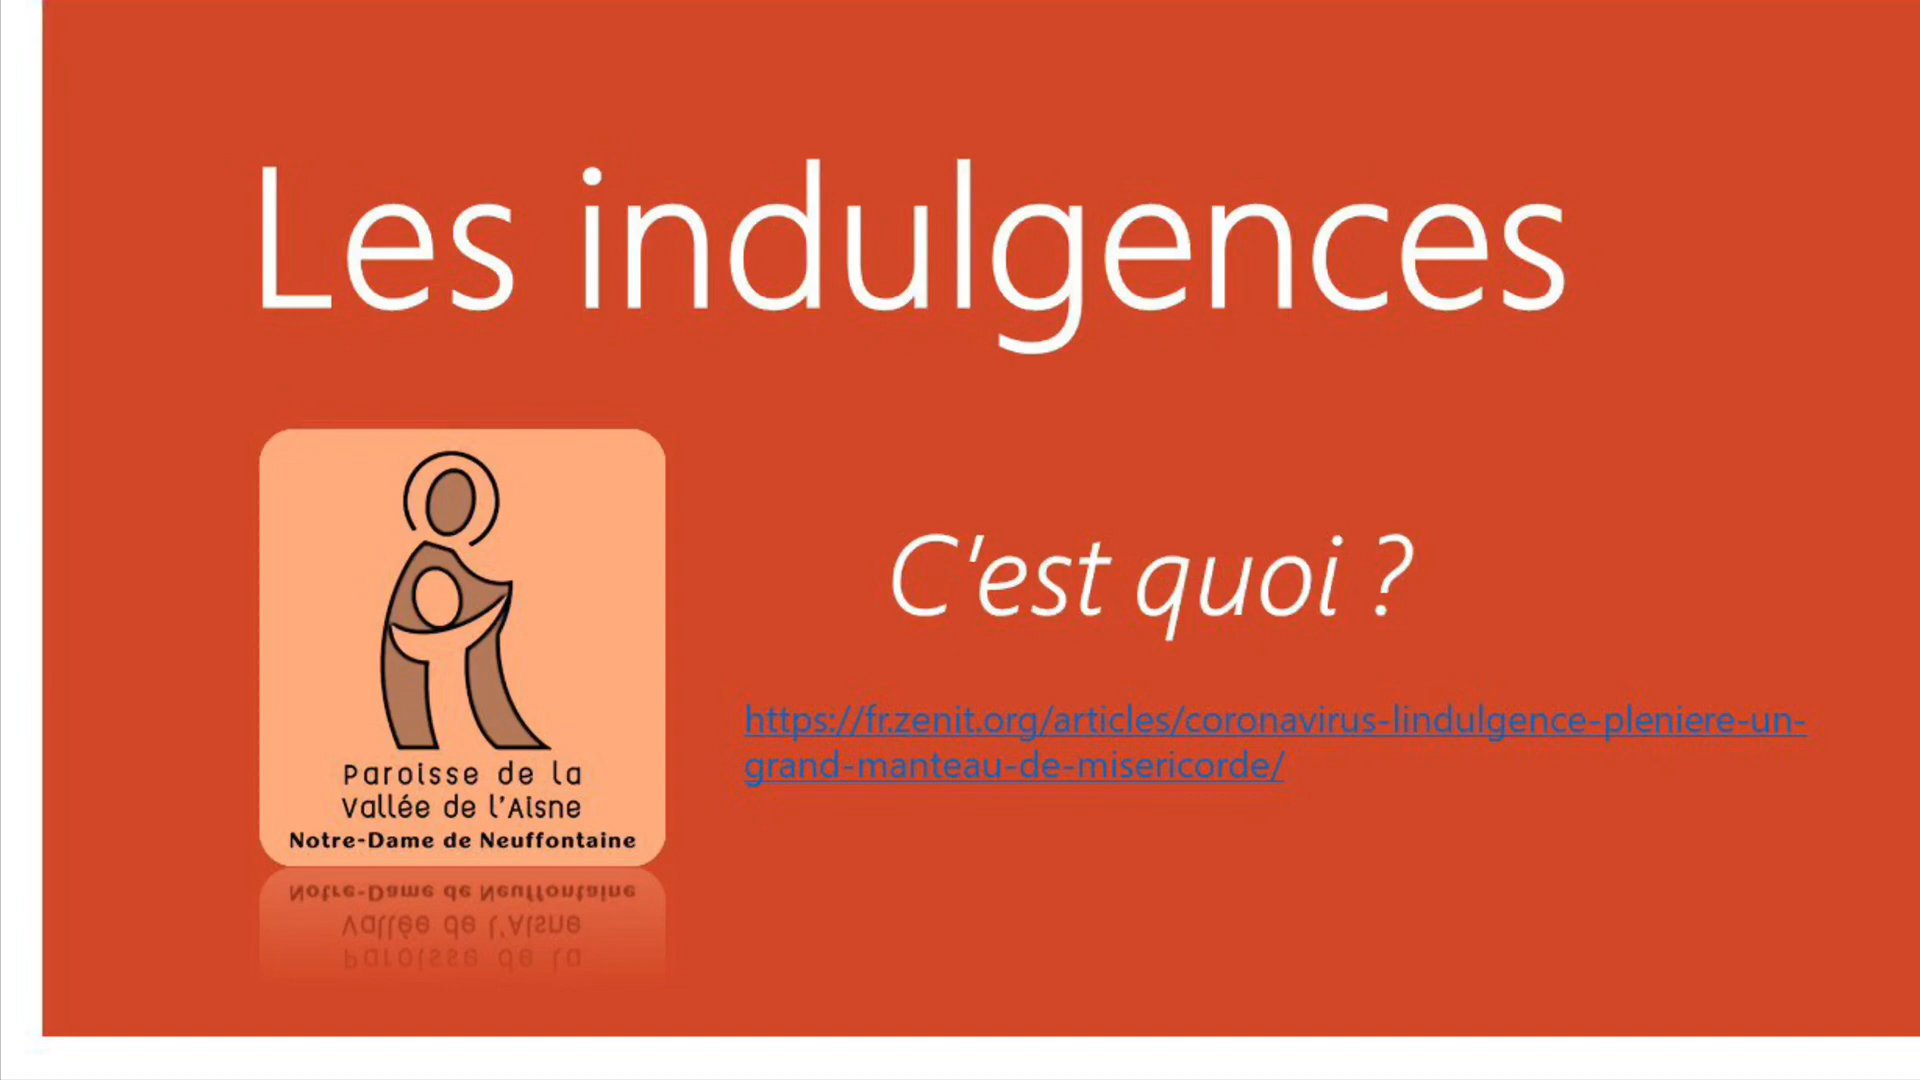 Les indulgences
C'est quoi ?
https://fr.zenit.org/articles/coronavirus-lindulgence-pleniere-un-
grand-manteau-de-misericorde/
Paroisse de la
Vallée de l'Aisne
Notre-Dame de Neuffontaine